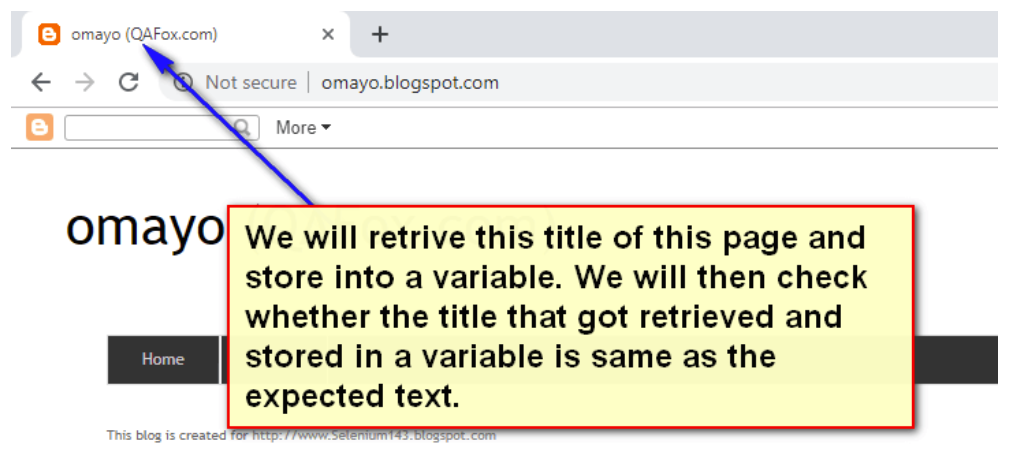 omayo (QAFox.com)
Not secure | omayo.blogspot.com
More
omayo (QAFox.com)
We will retrive this title of this page and
store into a variable. We will then check
whether the title that got retrieved and
stored in a variable is same as the
expected text.
Home
This blog is created for http://www.Selenium143.blogspot.com